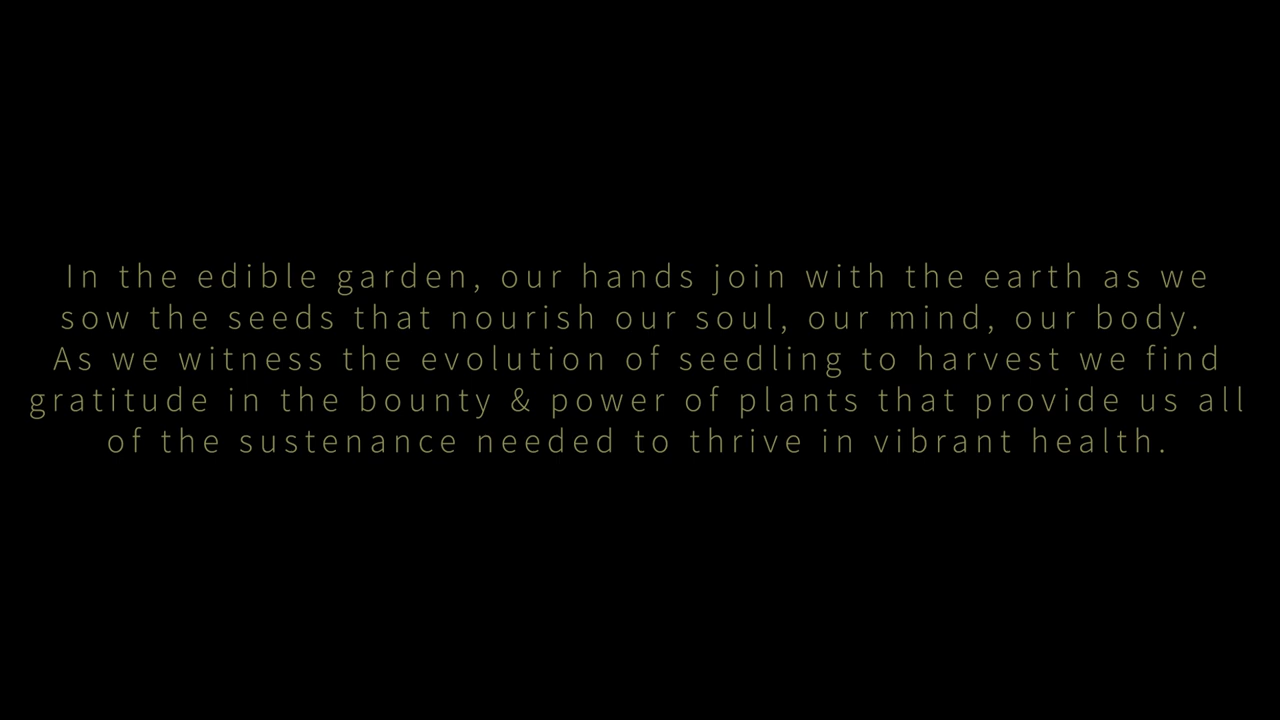 In the edible garden, our hands join with the earth as we
sow the seeds that nourish our soul, our mind, our body.
As we witness the evolution of seedling to harvest we find
gratitude in the bounty & power of plants that provide us all
of the sustenance needed to thrive in vibrant health.